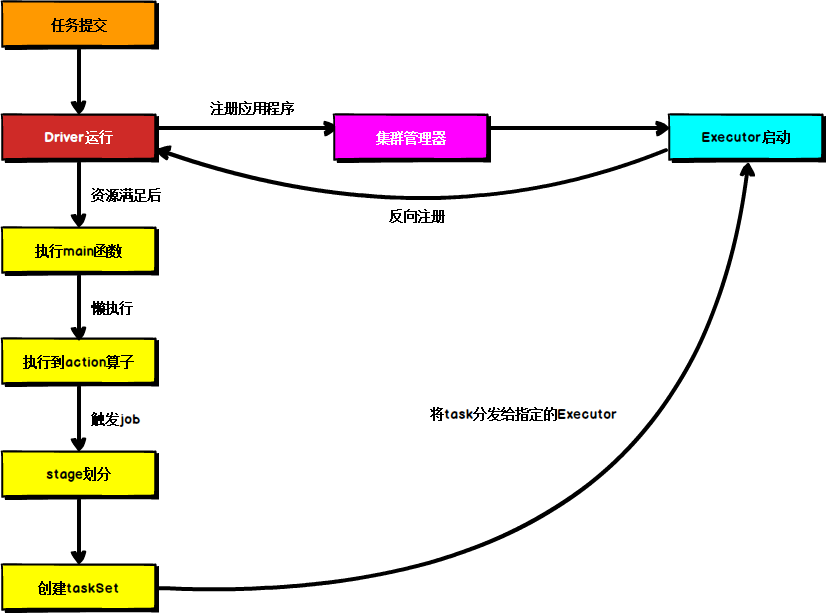 任务提交
注册应用程序
Driver运行
集群管理器
Executor启动
资源满足后
反向注册
执行main函数
懒执行
执行到action算子
触发job
将task分发给指定的Executor
stage划分
创建taskSet